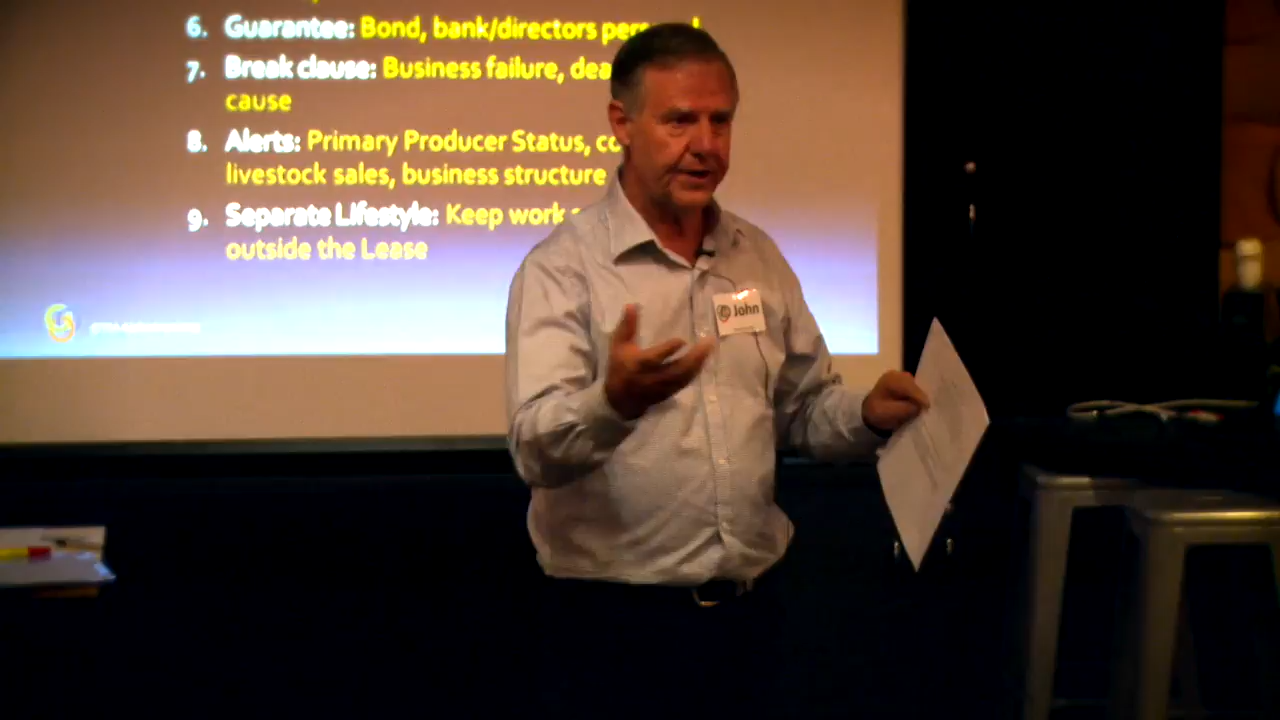 6. Guarantee: Bond, bank/directors
7. Break clause: Business failure,
cause
8. Alerts: Primary Producer Status,
livestock sales, business structure
9. Separate Lifestyle: Keep work
outside the Lease
John